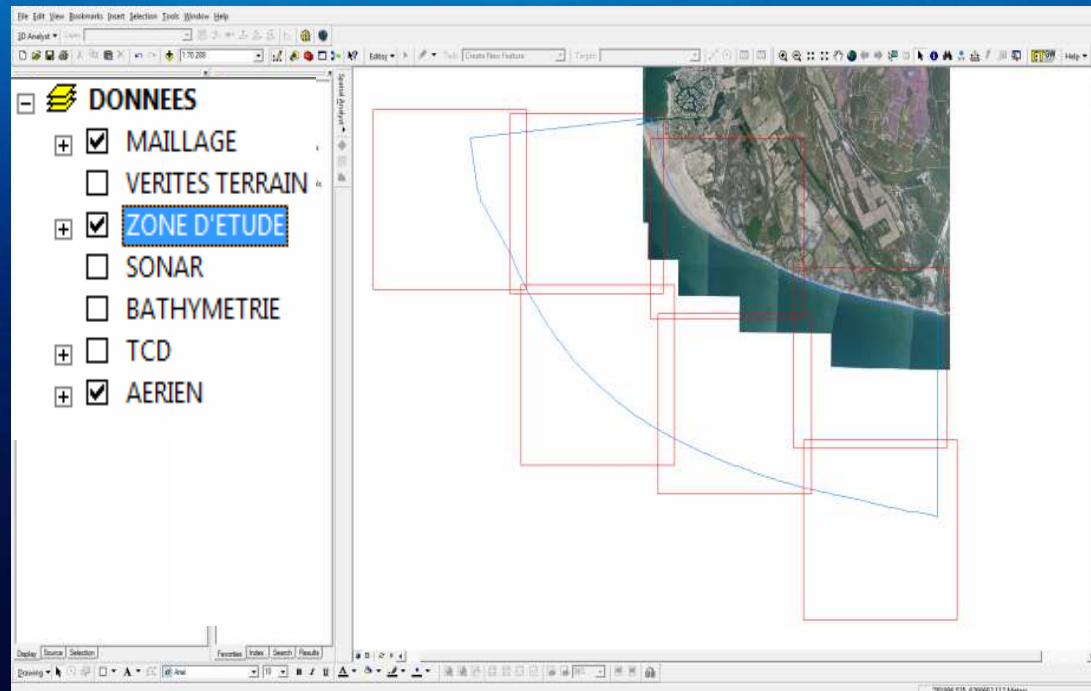 File Edit View Bookmarks Insert Selection Tools Window Help
3D Analyst
1:70 288
Editor Task: Create New Feature Target:
Help
Spatial Analyst
DONNEES
MAILLAGE
VERITES TERRAIN
ZONE D'ETUDE
SONAR
BATHYMETRIE
TCD
AERIEN
Display Source Selection
Favorites Index Search Results
Drawing A Arial 10 B I U A